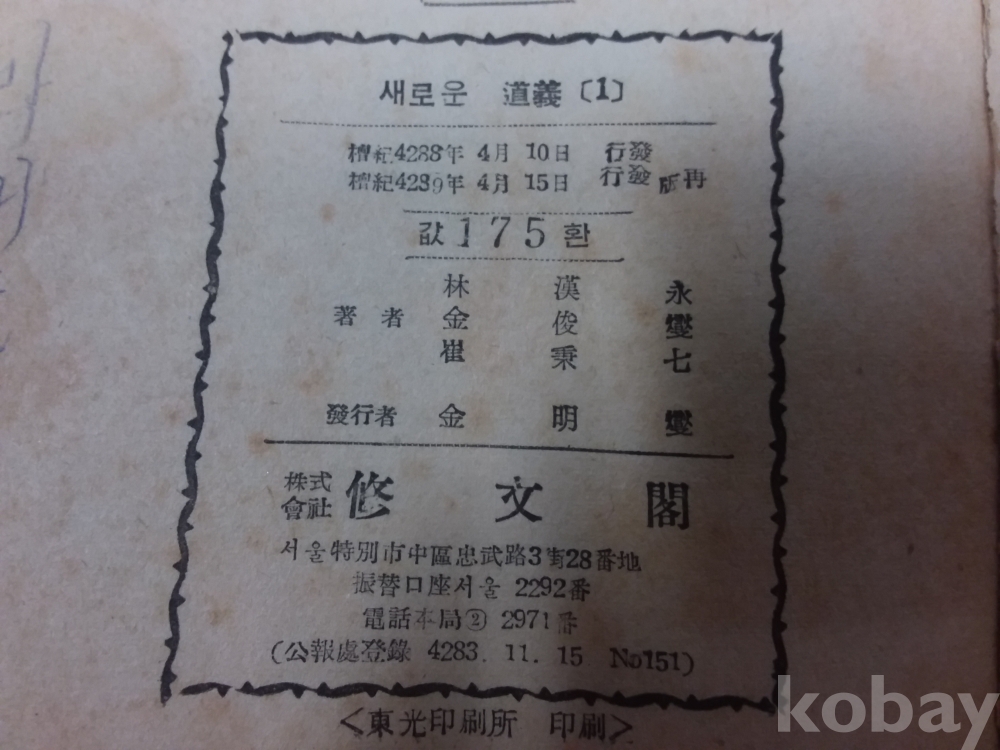 새로운 道義〔1〕
檀紀4288年 4月 10日 行發
檀紀4289年 4月 15日 行發版再
값 175 환
林漢永
著者 金俊燮
崔秉七
發行者 金明燮
株式會社 修文閣
서울特別市中區忠武路3街28番地
振替口座서울 2292番
電話本局② 2971番
(公報處登錄 4283. 11. 15 No151)
<東光印刷所 印刷>
kobay